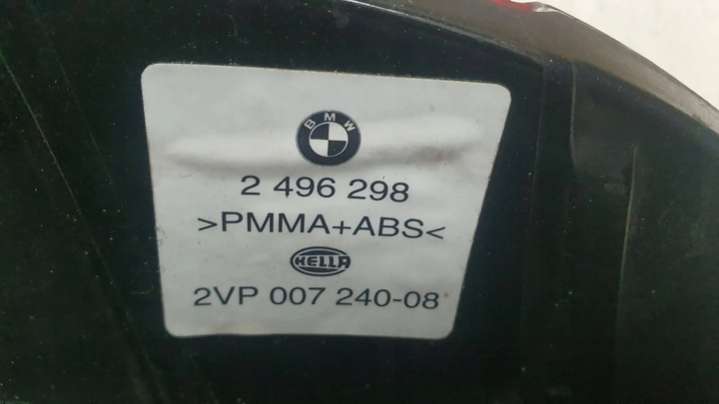 BMW
2 496 298
>PMMA+ABS<
HELLA
2VP 007 240-08